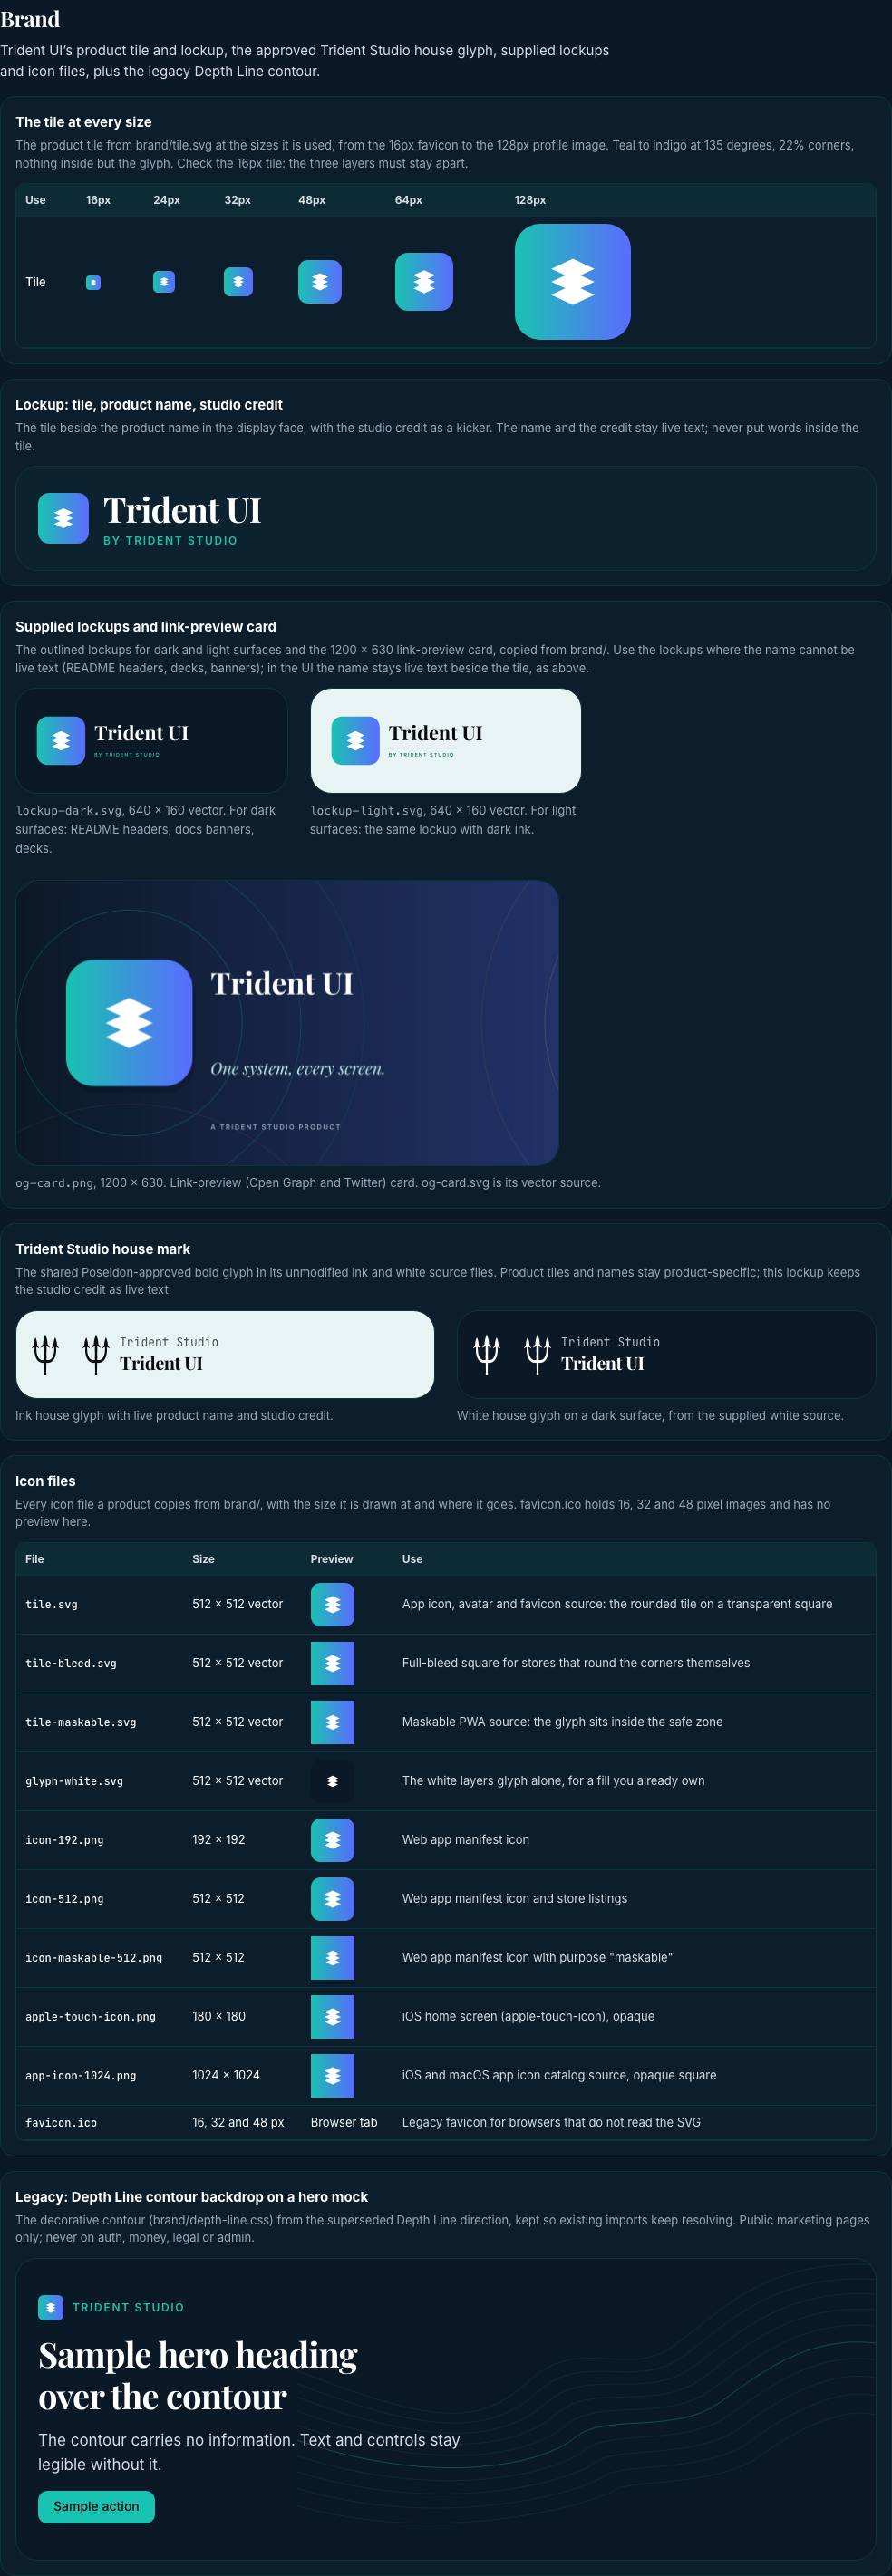 Brand
Trident UI's product tile and lockup, the approved Trident Studio house glyph, supplied lockups
and icon files, plus the legacy Depth Line contour.
The tile at every size
The product tile from brand/tile.svg at the sizes it is used, from the 16px favicon to the 128px profile image. Teal to indigo at 135 degrees, 22% corners,
nothing inside but the glyph. Check the 16px tile: the three layers must stay apart.
Use 16px 24px 32px 48px 64px 128px
Tile
Lockup: tile, product name, studio credit
The tile beside the product name in the display face, with the studio credit as a kicker. The name and the credit stay live text; never put words inside the
tile.
Trident UI
BY TRIDENT STUDIO
Supplied lockups and link-preview card
The outlined lockups for dark and light surfaces and the 1200 × 630 link-preview card, copied from brand/. Use the lockups where the name cannot be
live text (README headers, decks, banners); in the UI the name stays live text beside the tile, as above.
Trident UI
BY TRIDENT STUDIO
Trident UI
BY TRIDENT STUDIO
lockup-dark.svg, 640 × 160 vector. For dark
surfaces: README headers, docs banners,
decks.
lockup-light.svg, 640 × 160 vector. For light
surfaces: the same lockup with dark ink.
Trident UI
One system, every screen.
A TRIDENT STUDIO PRODUCT
og-card.png, 1200 × 630. Link-preview (Open Graph and Twitter) card. og-card.svg is its vector source.
Trident Studio house mark
The shared Poseidon-approved bold glyph in its unmodified ink and white source files. Product tiles and names stay product-specific; this lockup keeps
the studio credit as live text.
Trident Studio
Trident UI
Trident Studio
Trident UI
Ink house glyph with live product name and studio credit.
White house glyph on a dark surface, from the supplied white source.
Icon files
Every icon file a product copies from brand/, with the size it is drawn at and where it goes. favicon.ico holds 16, 32 and 48 pixel images and has no
preview here.
File Size Preview Use
tile.svg 512 × 512 vector App icon, avatar and favicon source: the rounded tile on a transparent square
tile-bleed.svg 512 × 512 vector Full-bleed square for stores that round the corners themselves
tile-maskable.svg 512 × 512 vector Maskable PWA source: the glyph sits inside the safe zone
glyph-white.svg 512 × 512 vector The white layers glyph alone, for a fill you already own
icon-192.png 192 × 192 Web app manifest icon
icon-512.png 512 × 512 Web app manifest icon and store listings
icon-maskable-512.png 512 × 512 Web app manifest icon with purpose "maskable"
apple-touch-icon.png 180 × 180 iOS home screen (apple-touch-icon), opaque
app-icon-1024.png 1024 × 1024 iOS and macOS app icon catalog source, opaque square
favicon.ico 16, 32 and 48 px Browser tab Legacy favicon for browsers that do not read the SVG
Legacy: Depth Line contour backdrop on a hero mock
The decorative contour (brand/depth-line.css) from the superseded Depth Line direction, kept so existing imports keep resolving. Public marketing pages
only; never on auth, money, legal or admin.
TRIDENT STUDIO
Sample hero heading
over the contour
The contour carries no information. Text and controls stay
legible without it.
Sample action